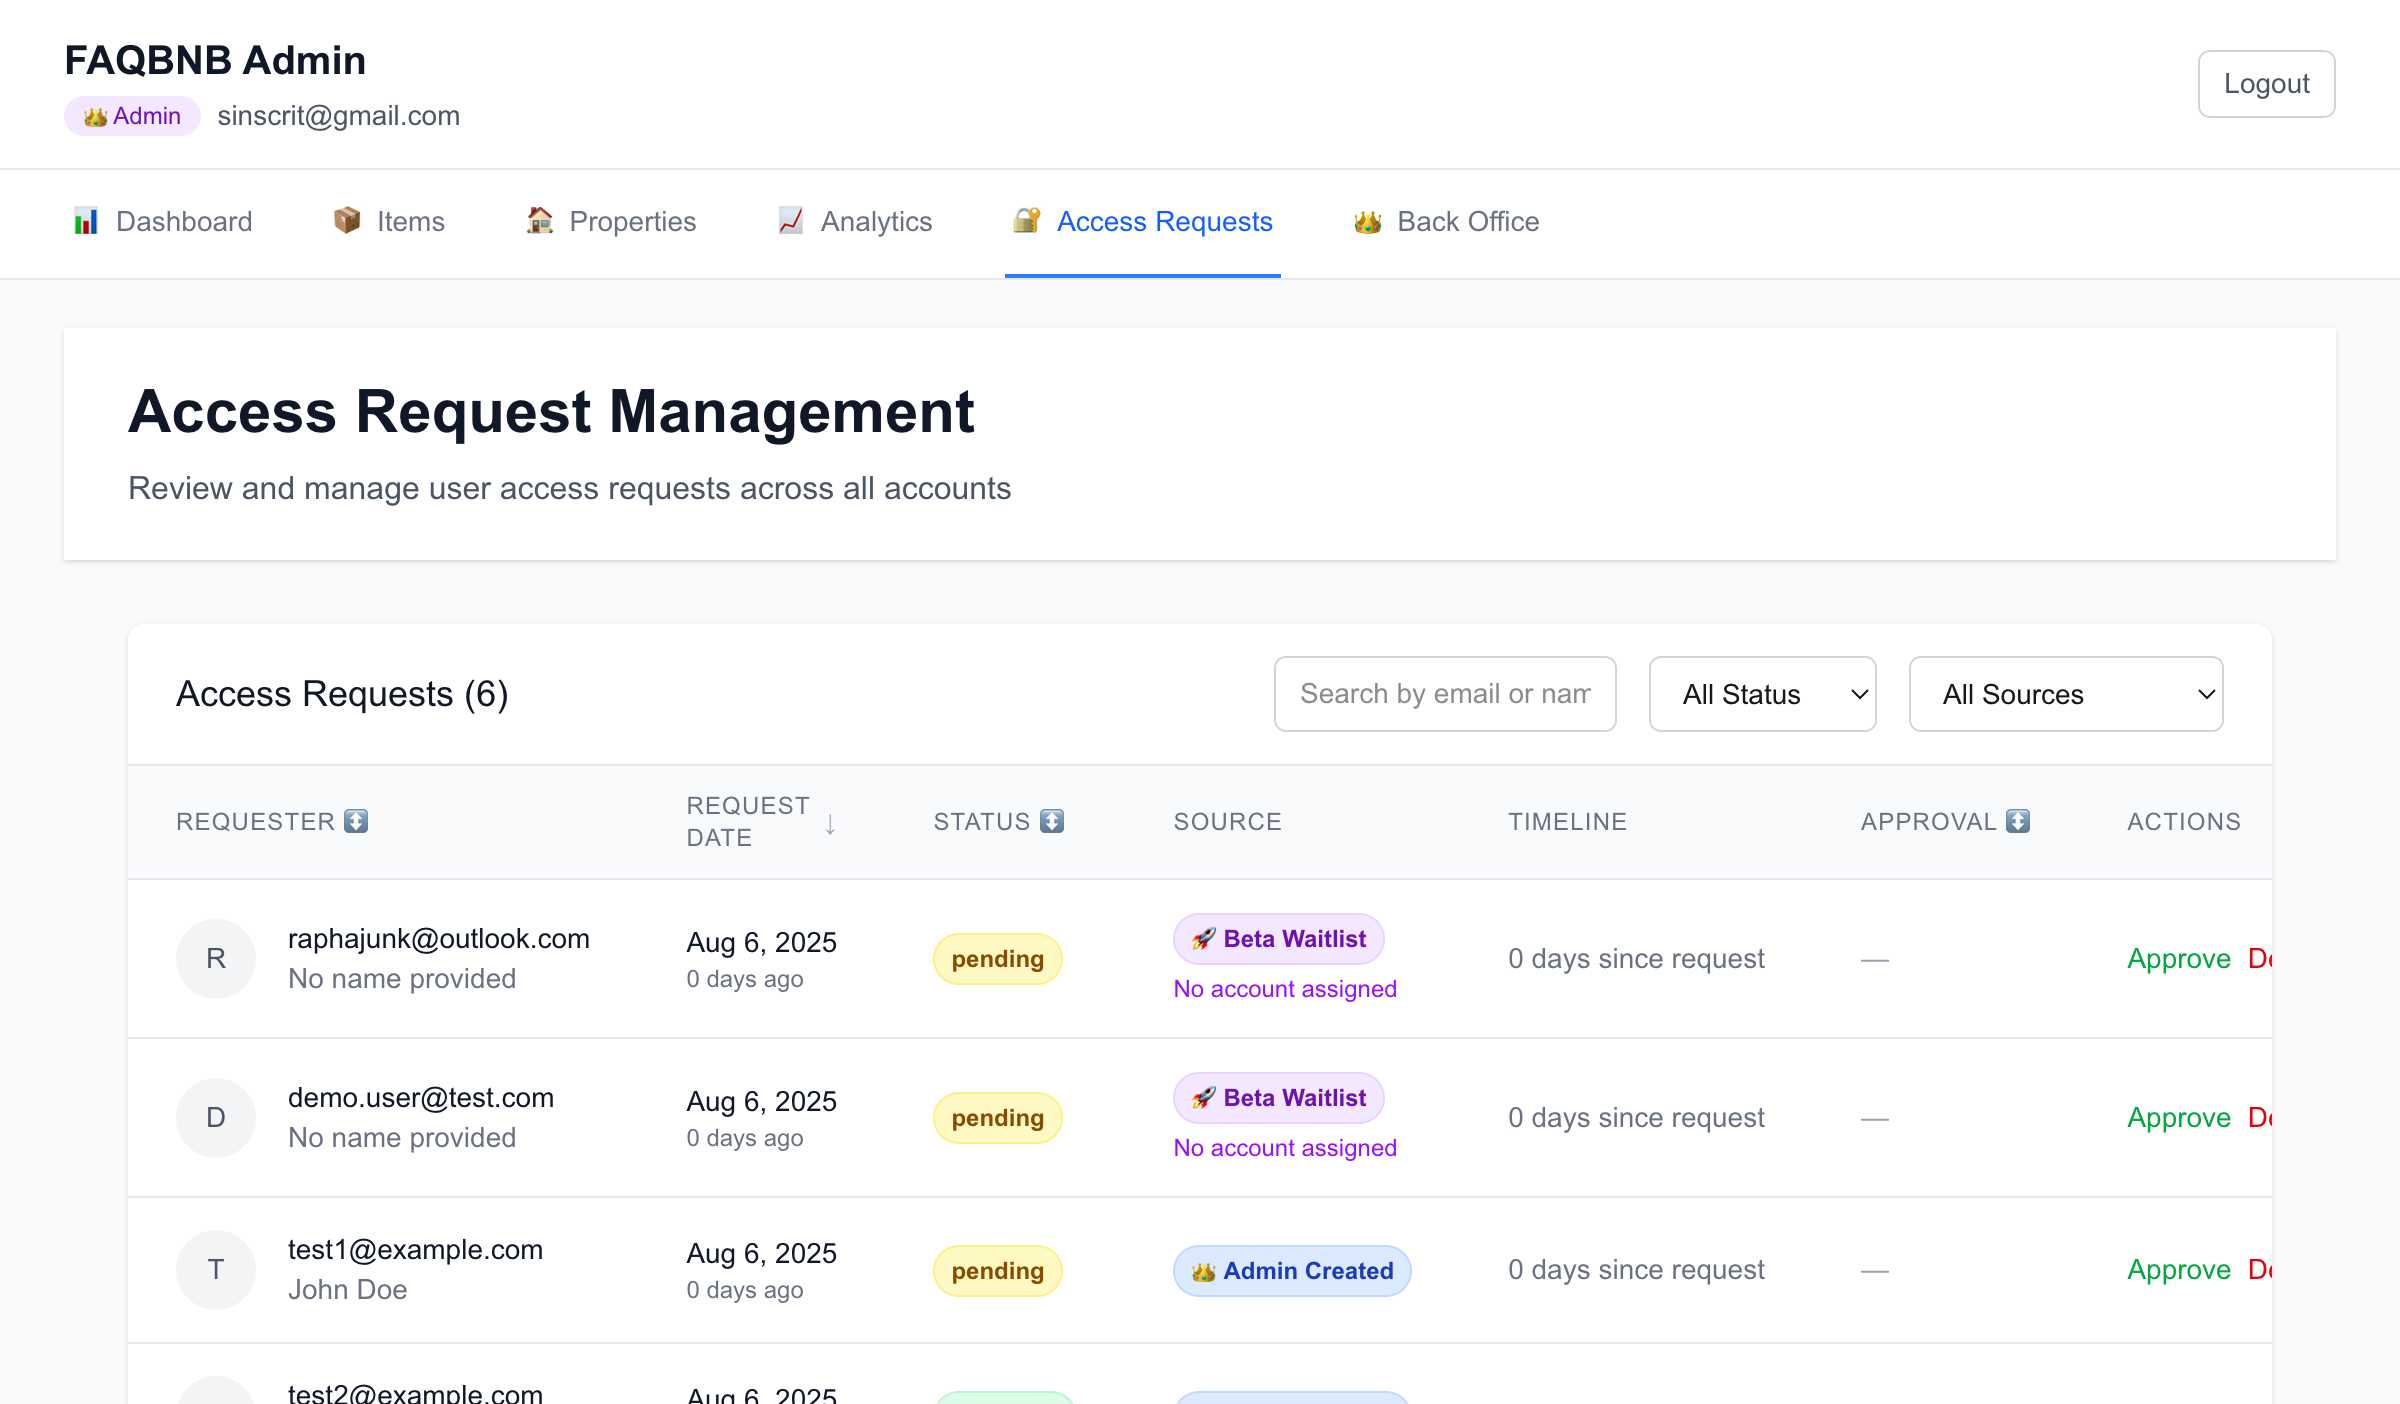 FAQBNB Admin
Admin sinscrit@gmail.com
Logout
Dashboard Items Properties Analytics Access Requests Back Office
Access Request Management
Review and manage user access requests across all accounts
Access Requests (6)
Search by email or nam
All Status
All Sources
REQUESTER REQUEST DATE ↓ STATUS SOURCE TIMELINE APPROVAL ACTIONS
R raphajunk@outlook.com Aug 6, 2025 pending Beta Waitlist 0 days since request — Approve
No name provided 0 days ago No account assigned
D demo.user@test.com Aug 6, 2025 pending Beta Waitlist 0 days since request — Approve
No name provided 0 days ago No account assigned
T test1@example.com Aug 6, 2025 pending Admin Created 0 days since request — Approve
John Doe 0 days ago
test2@example.com Aug 6, 2025